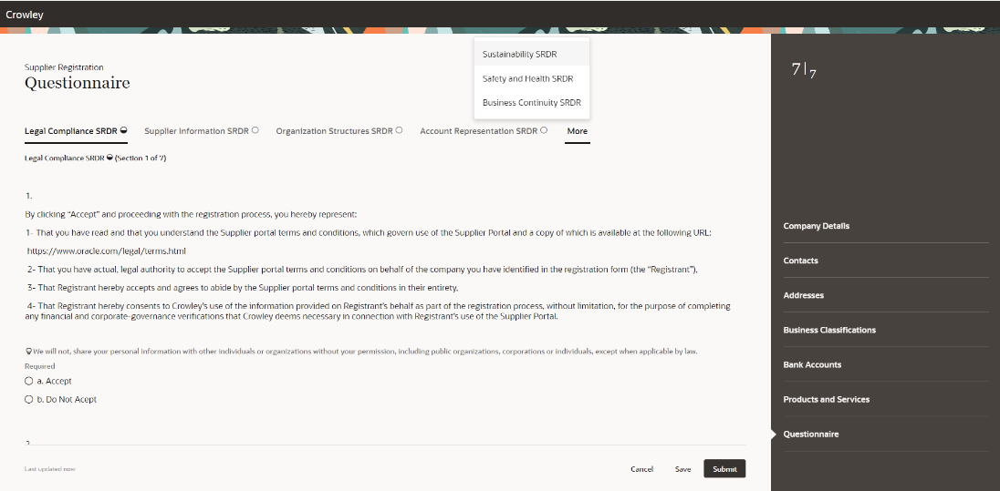 Crowley
Sustainability SRDR
Safety and Health SRDR
Business Continuity SRDR
Supplier Registration
Questionnaire
Legal Compliance SRDR Supplier Information SRDR Organization Structures SRDR Account Representation SRDR More
Legal Compliance SRDR (Section 1 of 7)
1.
By clicking “Accept” and proceeding with the registration process, you hereby represent:
1- That you have read and that you understand the Supplier portal terms and conditions, which govern use of the Supplier Portal and a copy of which is available at the following URL:
https://www.oracle.com/legal/terms.html
2- That you have actual, legal authority to accept the Supplier portal terms and conditions on behalf of the company you have identified in the registration form (the “Registrant”),
3- That Registrant hereby accepts and agrees to abide by the Supplier portal terms and conditions in their entirety,
4- That Registrant hereby consents to Crowley's use of the information provided on Registrant's behalf as part of the registration process, without limitation, for the purpose of completing
any financial and corporate-governance verifications that Crowley deems necessary in connection with Registrant's use of the Supplier Portal.
We will not, share your personal information with other individuals or organizations without your permission, including public organizations, corporations or individuals, except when applicable by law.
Required
a. Accept
b. Do Not Acept
2
Last updated now
Cancel Save Submit
7|7
Company Details
Contacts
Addresses
Business Classifications
Bank Accounts
Products and Services
Questionnaire